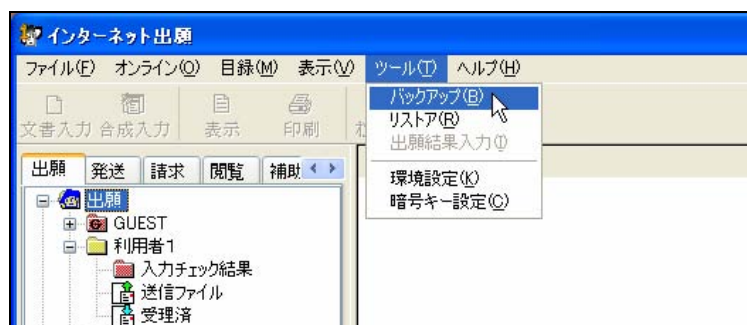 インターネット出願
ファイル(F) オンライン(O) 目録(M) 表示(V) ツール(T) ヘルプ(H)
文書入力 合成入力 表示 印刷
バックアップ(B)
リストア(R)
出願結果入力(I)
環境設定(K)
暗号キー設定(C)
出願 発送 請求 閲覧 補助
出願
GUEST
利用者1
入力チェック結果
送信ファイル
受理済